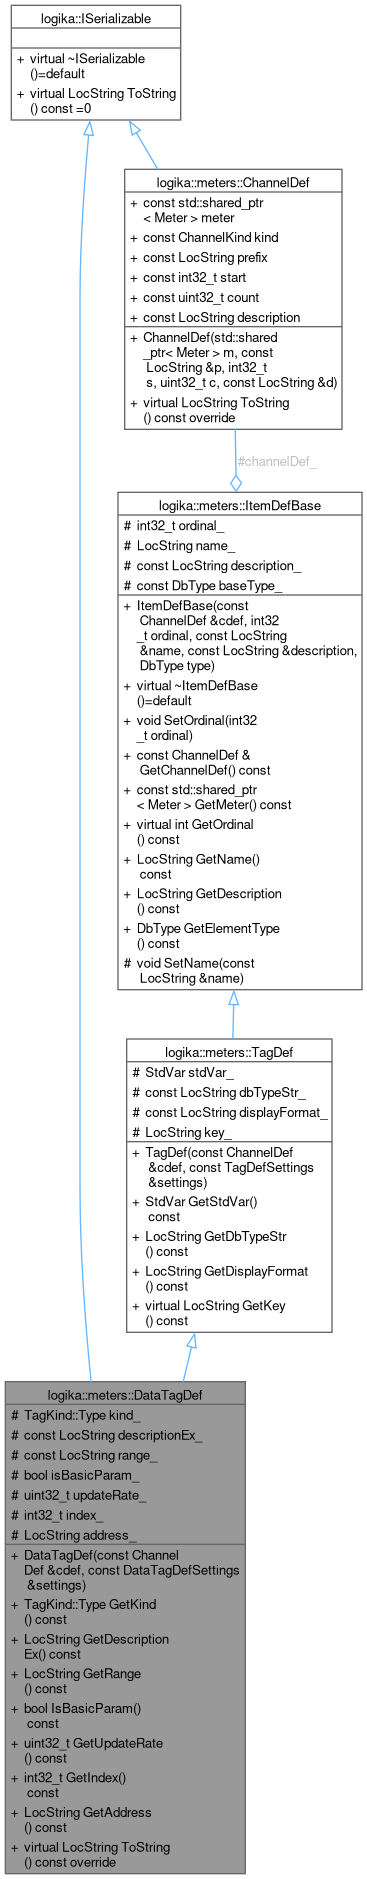 logika::ISerializable
+ virtual ~ISerializable
()=default
+ virtual LocString ToString
() const =0
logika::meters::ChannelDef
+ const std::shared_ptr
< Meter > meter
+ const ChannelKind kind
+ const LocString prefix
+ const int32_t start
+ const uint32_t count
+ const LocString description
+ ChannelDef(std::shared
_ptr< Meter > m, const
LocString &p, int32_t
s, uint32_t c, const LocString &d)
+ virtual LocString ToString
() const override
#channelDef_
logika::meters::ItemDefBase
# int32_t ordinal_
# LocString name_
# const LocString description_
# const DbType baseType_
+ ItemDefBase(const
ChannelDef &cdef, int32
_t ordinal, const LocString
&name, const LocString &description,
DbType type)
+ virtual ~ItemDefBase
()=default
+ void SetOrdinal(int32
_t ordinal)
+ const ChannelDef &
GetChannelDef() const
+ const std::shared_ptr
< Meter > GetMeter() const
+ virtual int GetOrdinal
() const
+ LocString GetName()
const
+ LocString GetDescription
() const
+ DbType GetElementType
() const
# void SetName(const
LocString &name)
logika::meters::TagDef
# StdVar stdVar_
# const LocString dbTypeStr_
# const LocString displayFormat_
# LocString key_
+ TagDef(const ChannelDef
&cdef, const TagDefSettings
&settings)
+ StdVar GetStdVar()
const
+ LocString GetDbTypeStr
() const
+ LocString GetDisplayFormat
() const
+ virtual LocString GetKey
() const
logika::meters::DataTagDef
# TagKind::Type kind_
# const LocString descriptionEx_
# const LocString range_
# bool isBasicParam_
# uint32_t updateRate_
# int32_t index_
# LocString address_
+ DataTagDef(const Channel
Def &cdef, const DataTagDefSettings
&settings)
+ TagKind::Type GetKind
() const
+ LocString GetDescription
Ex() const
+ LocString GetRange
() const
+ bool IsBasicParam()
const
+ uint32_t GetUpdateRate
() const
+ int32_t GetIndex()
const
+ LocString GetAddress
() const
+ virtual LocString ToString
() const override